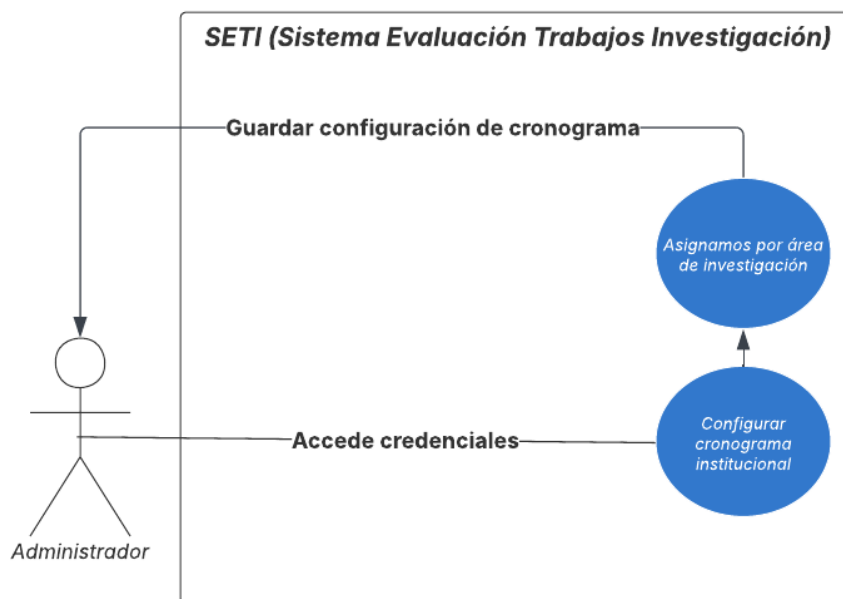 SETI (Sistema Evaluación Trabajos Investigación)
Guardar configuración de cronograma
Asignamos por área
de investigación
Configurar
cronograma
institucional
Accede credenciales
Administrador